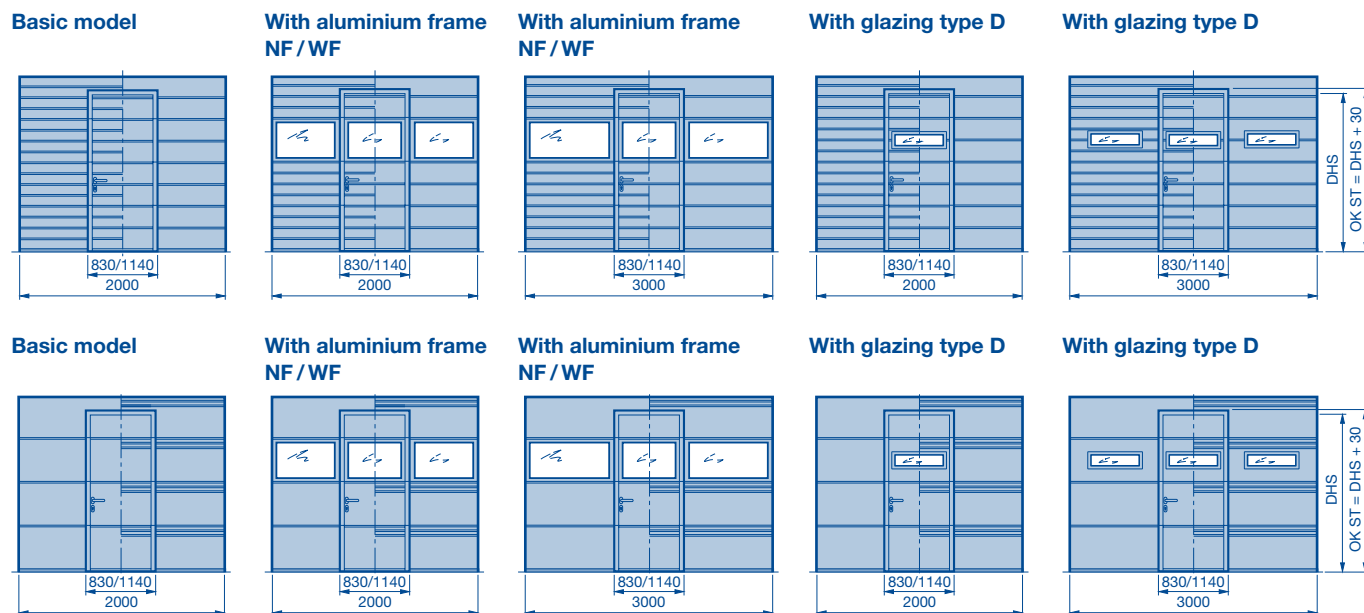 Basic model
With aluminium frame
NF / WF
With aluminium frame
NF / WF
With glazing type D
With glazing type D
830/1140
2000
830/1140
2000
830/1140
3000
830/1140
2000
830/1140
3000
DHS
OK ST = DHS + 30
Basic model
With aluminium frame
NF / WF
With aluminium frame
NF / WF
With glazing type D
With glazing type D
830/1140
2000
830/1140
2000
830/1140
3000
830/1140
2000
830/1140
3000
DHS
OK ST = DHS + 30